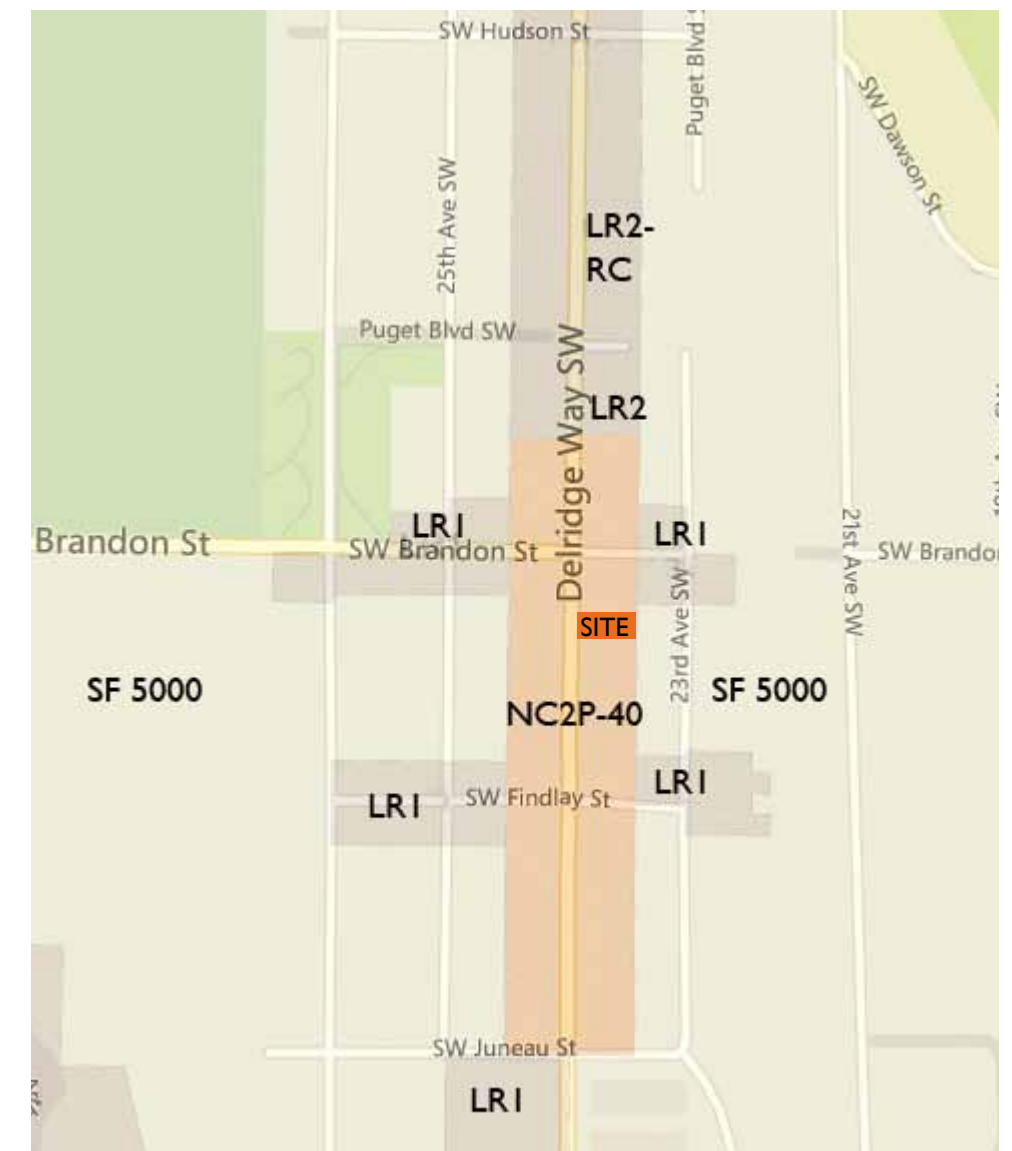 SW Hudson St
Puget Blvd
SW Dawson St
25th Ave SW
LR2-
RC
Puget Blvd SW
Delridge Way SW
LR2
LR1
LR1
Brandon St
SW Brandon St
21st Ave SW
SW Brando
23rd Ave SW
SITE
SF 5000
SF 5000
NC2P-40
LR1
LR1
SW Findlay St
SW Juneau St
LR1